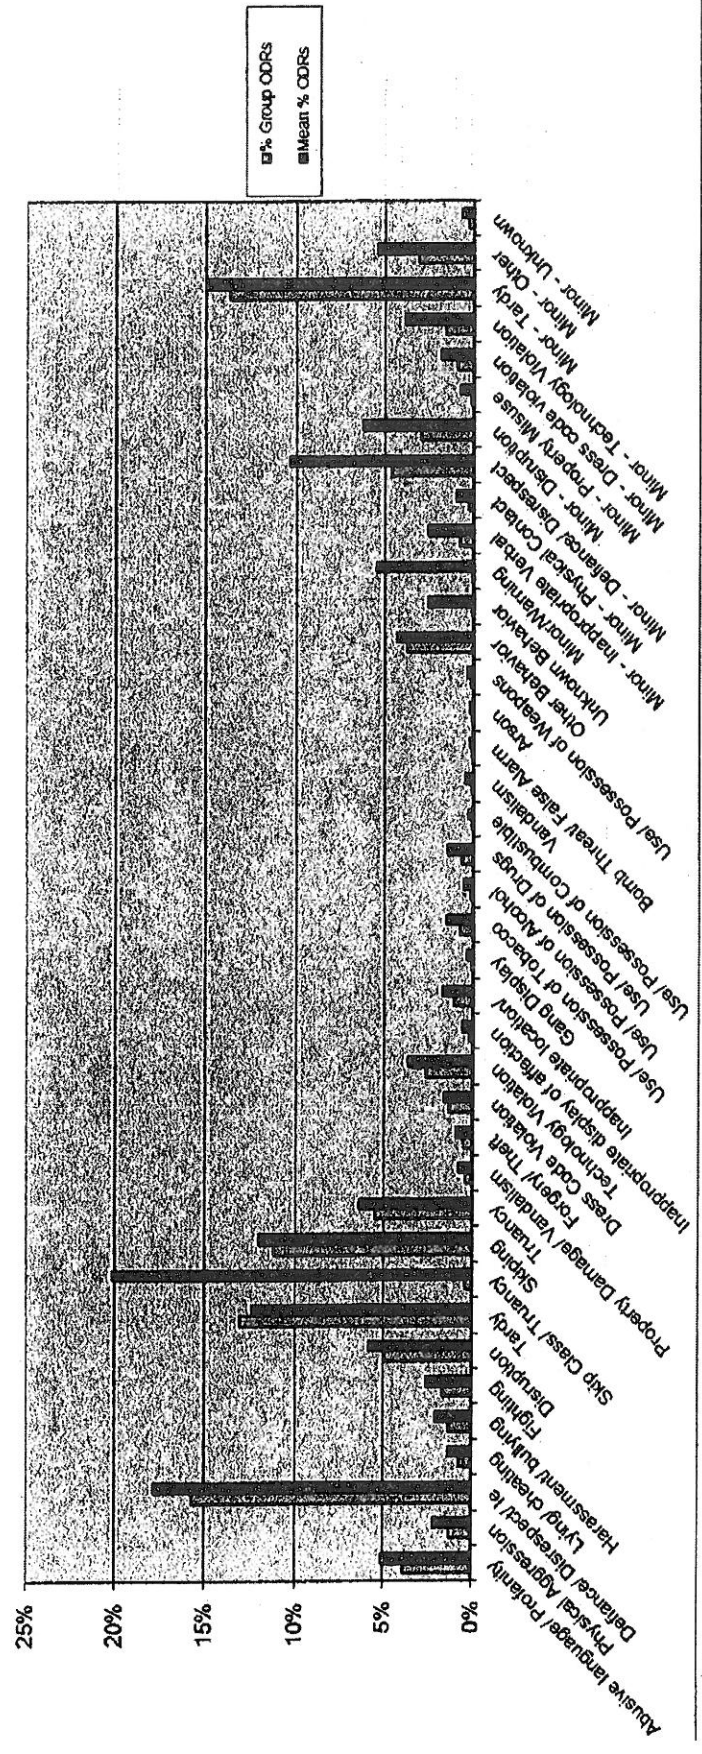 % Group ODRs
Mean % ODRs
25%
20%
15%
10%
5%
0%
Abusive language/ Profanity
Physical Aggression
Defiance/ Disrespect/ Ie
Lying/ cheating
Harassment/ bullying
Fighting
Disruption
Tardy
Skip Class/ Truancy
Skiping
Truancy
Property Damage/ Vandalism
Forgery/ Theft
Dress Code Violation
Technology Violation
Inappropriate display of affection
Inappropriate location/
Gang Display
Use/ Possession of Tobacco
Use/ Possession of Alcohol
Use/ Possession of Drugs
Use/ Possession of Combustible
Vandalism
Bomb Threat/ False Alarm
Arson
Use/ Possession of Weapons
Other Behavior
Unknown Behavior
Minor/Warning
Minor - Inappropriate Verbal
Minor - Physical Contact
Minor - Defiance/ Disrespect
Minor - Disruption
Minor - Property Misuse
Minor - Dress code violation
Minor - Technology Violation
Minor - Tardy
Minor - Other
Minor - Unknown